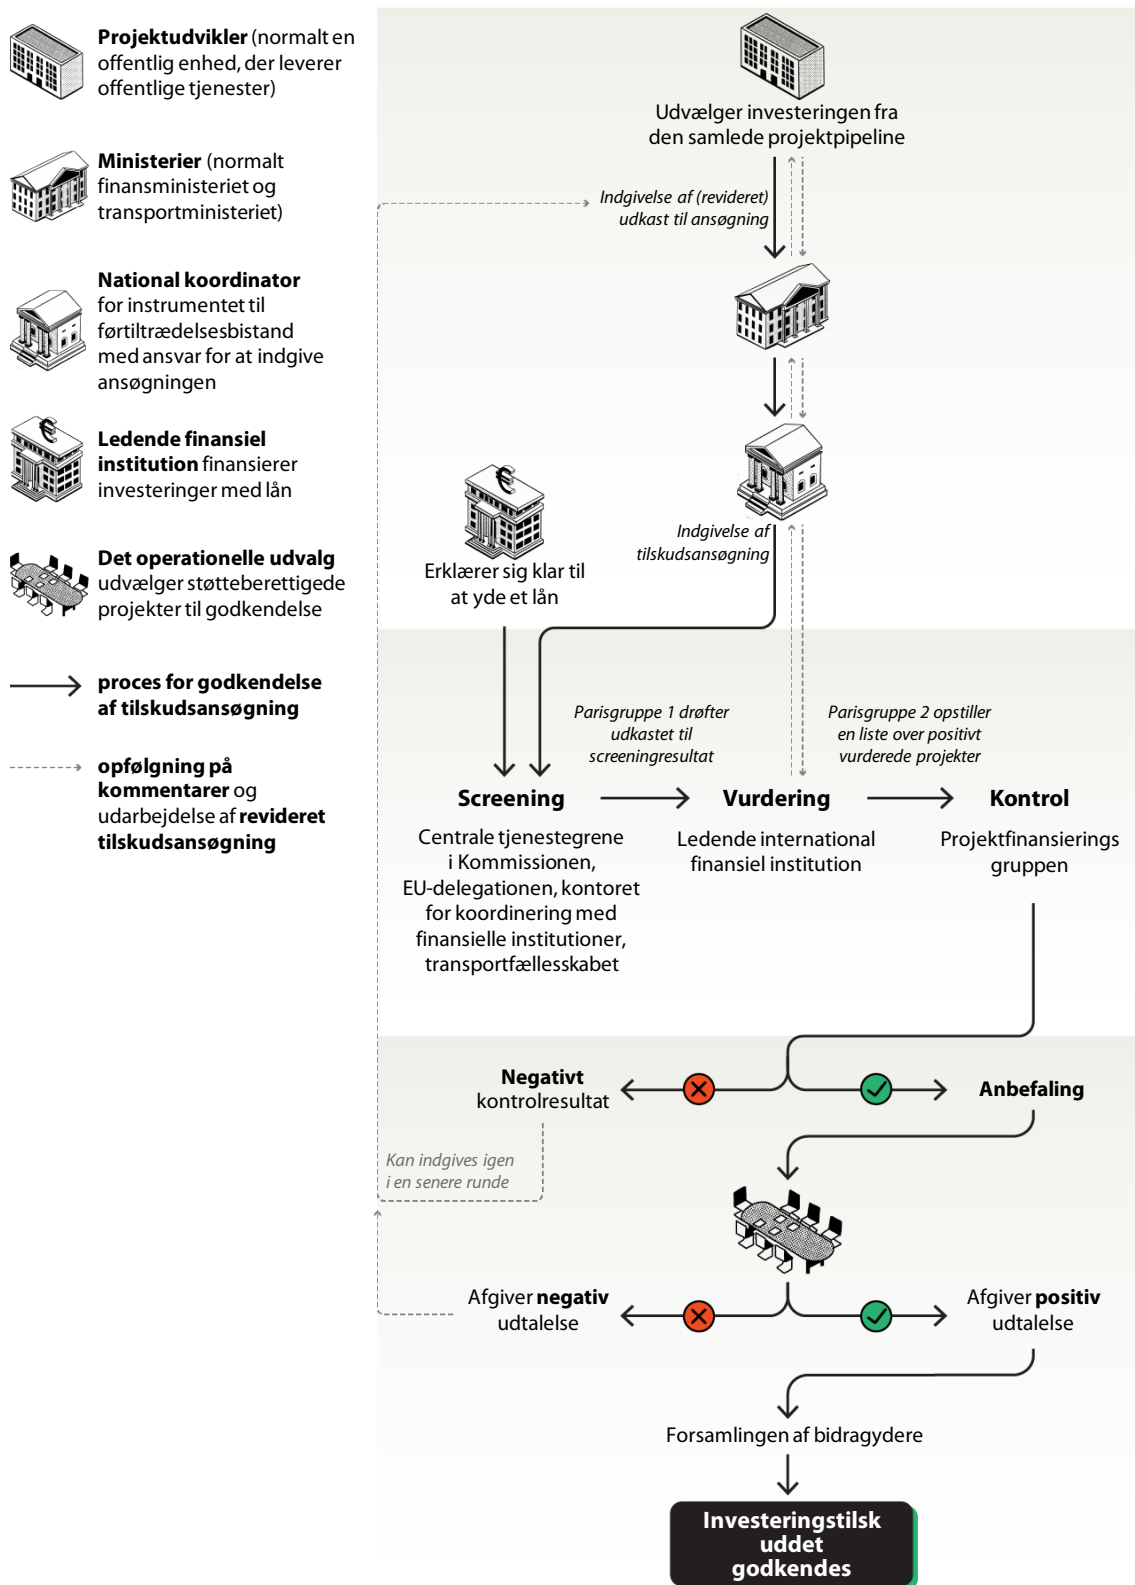 Projektudvikler (normalt en
offentlig enhed, der leverer
offentlige tjenester)
Ministerier (normalt
finansministeriet og
transportministeriet)
National koordinator
for instrumentet til
førtiltrædelsesbistand
med ansvar for at indgive
ansøgningen
Ledende finansiel
institution finansierer
investeringer med lån
Det operationelle udvalg
udvælger støtteberettigede
projekter til godkendelse
proces for godkendelse
af tilskudsansøgning
opfølgning på
kommentarer og
udarbejdelse af revideret
tilskudsansøgning
Udvælger investeringen fra
den samlede projektpipeline
Indgivelse af (revideret)
udkast til ansøgning
€
Erklærer sig klar til
at yde et lån
Indgivelse af
tilskudsansøgning
Parisgruppe 1 drøfter
udkastet til
screeningresultat
Parisgruppe 2 opstiller
en liste over positivt
vurderede projekter
Screening
Centrale tjenestegrene
i Kommissionen,
EU-delegationen, kontoret
for koordinering med
finansielle institutioner,
transportfællesskabet
Vurdering
Ledende international
finansiel institution
Kontrol
Projektfinansierings
gruppen
Negativt
kontrolresultat
Anbefaling
Kan indgives igen
i en senere runde
Afgiver negativ
udtalelse
Afgiver positiv
udtalelse
Forsamlingen af bidragydere
Investeringstilsk
uddet
godkendes